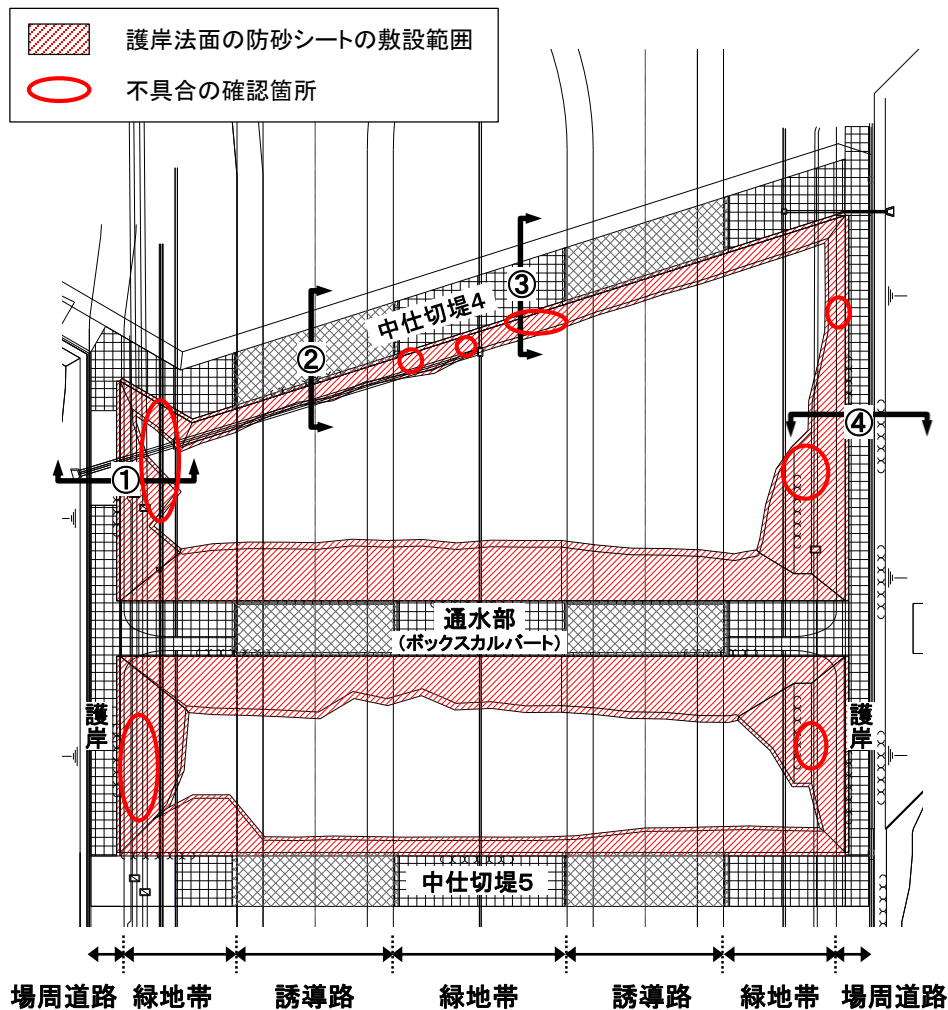 護岸法面の防砂シートの敷設範囲
不具合の確認箇所
③
中仕切堤4
②
④
①
通水部
(ボックスカルバート)
護岸
護岸
中仕切堤5
場周道路 緑地帯 誘導路 緑地帯 誘導路 緑地帯 場周道路